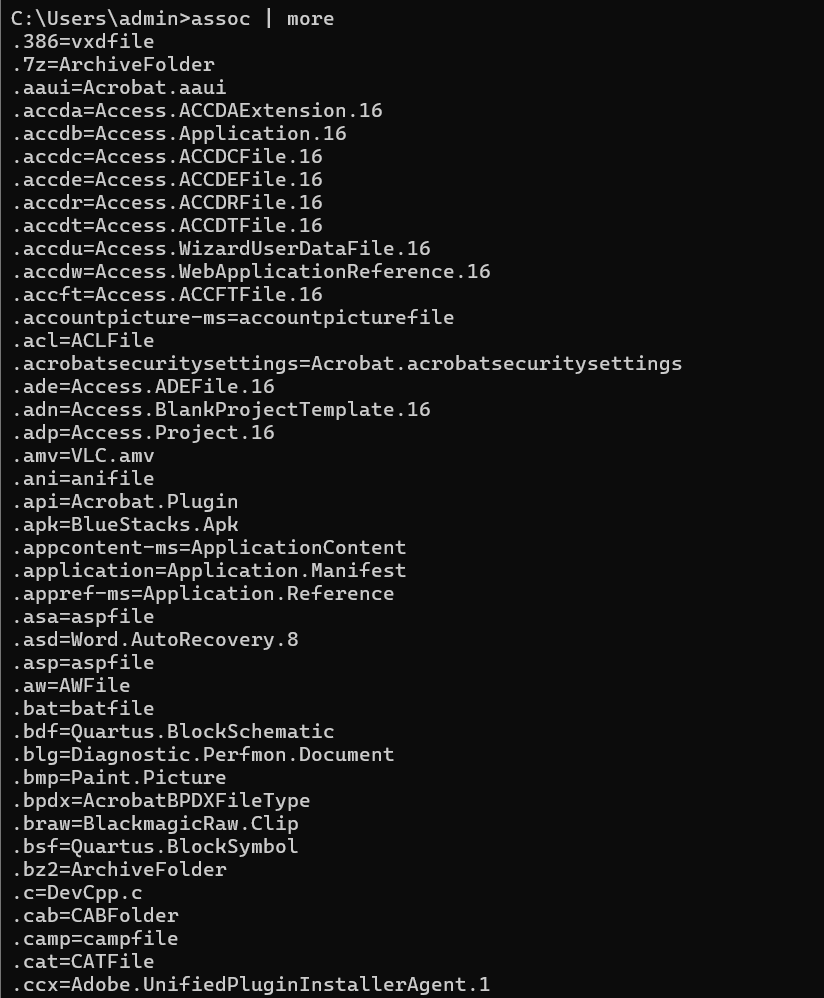 C:\Users\admin>assoc | more
.386=vxdfile
.7z=ArchiveFolder
.aaui=Acrobat.aaui
.accda=Access.ACCDAExtension.16
.accdb=Access.Application.16
.accdc=Access.ACCDCFile.16
.accde=Access.ACCDEFile.16
.accdr=Access.ACCDRFile.16
.accdt=Access.ACCDTFile.16
.accdu=Access.WizardUserDataFile.16
.accdw=Access.WebApplicationReference.16
.accft=Access.ACCFTFile.16
.accountpicture-ms=accountpicturefile
.acl=ACLFile
.acrobatsecuritysettings=Acrobat.acrobatsecuritysettings
.ade=Access.ADEFile.16
.adn=Access.BlankProjectTemplate.16
.adp=Access.Project.16
.amv=VLC.amv
.ani=anifile
.api=Acrobat.Plugin
.apk=BlueStacks.Apk
.appcontent-ms=ApplicationContent
.application=Application.Manifest
.appref-ms=Application.Reference
.asa=aspfile
.asd=Word.AutoRecovery.8
.asp=aspfile
.aw=AWFile
.bat=batfile
.bdf=Quartus.BlockSchematic
.blg=Diagnostic.Perfmon.Document
.bmp=Paint.Picture
.bpdx=AcrobatBPDXFileType
.braw=BlackmagicRaw.Clip
.bsf=Quartus.BlockSymbol
.bz2=ArchiveFolder
.c=DevCpp.c
.cab=CABFolder
.camp=campfile
.cat=CATFile
.ccx=Adobe.UnifiedPluginInstallerAgent.1